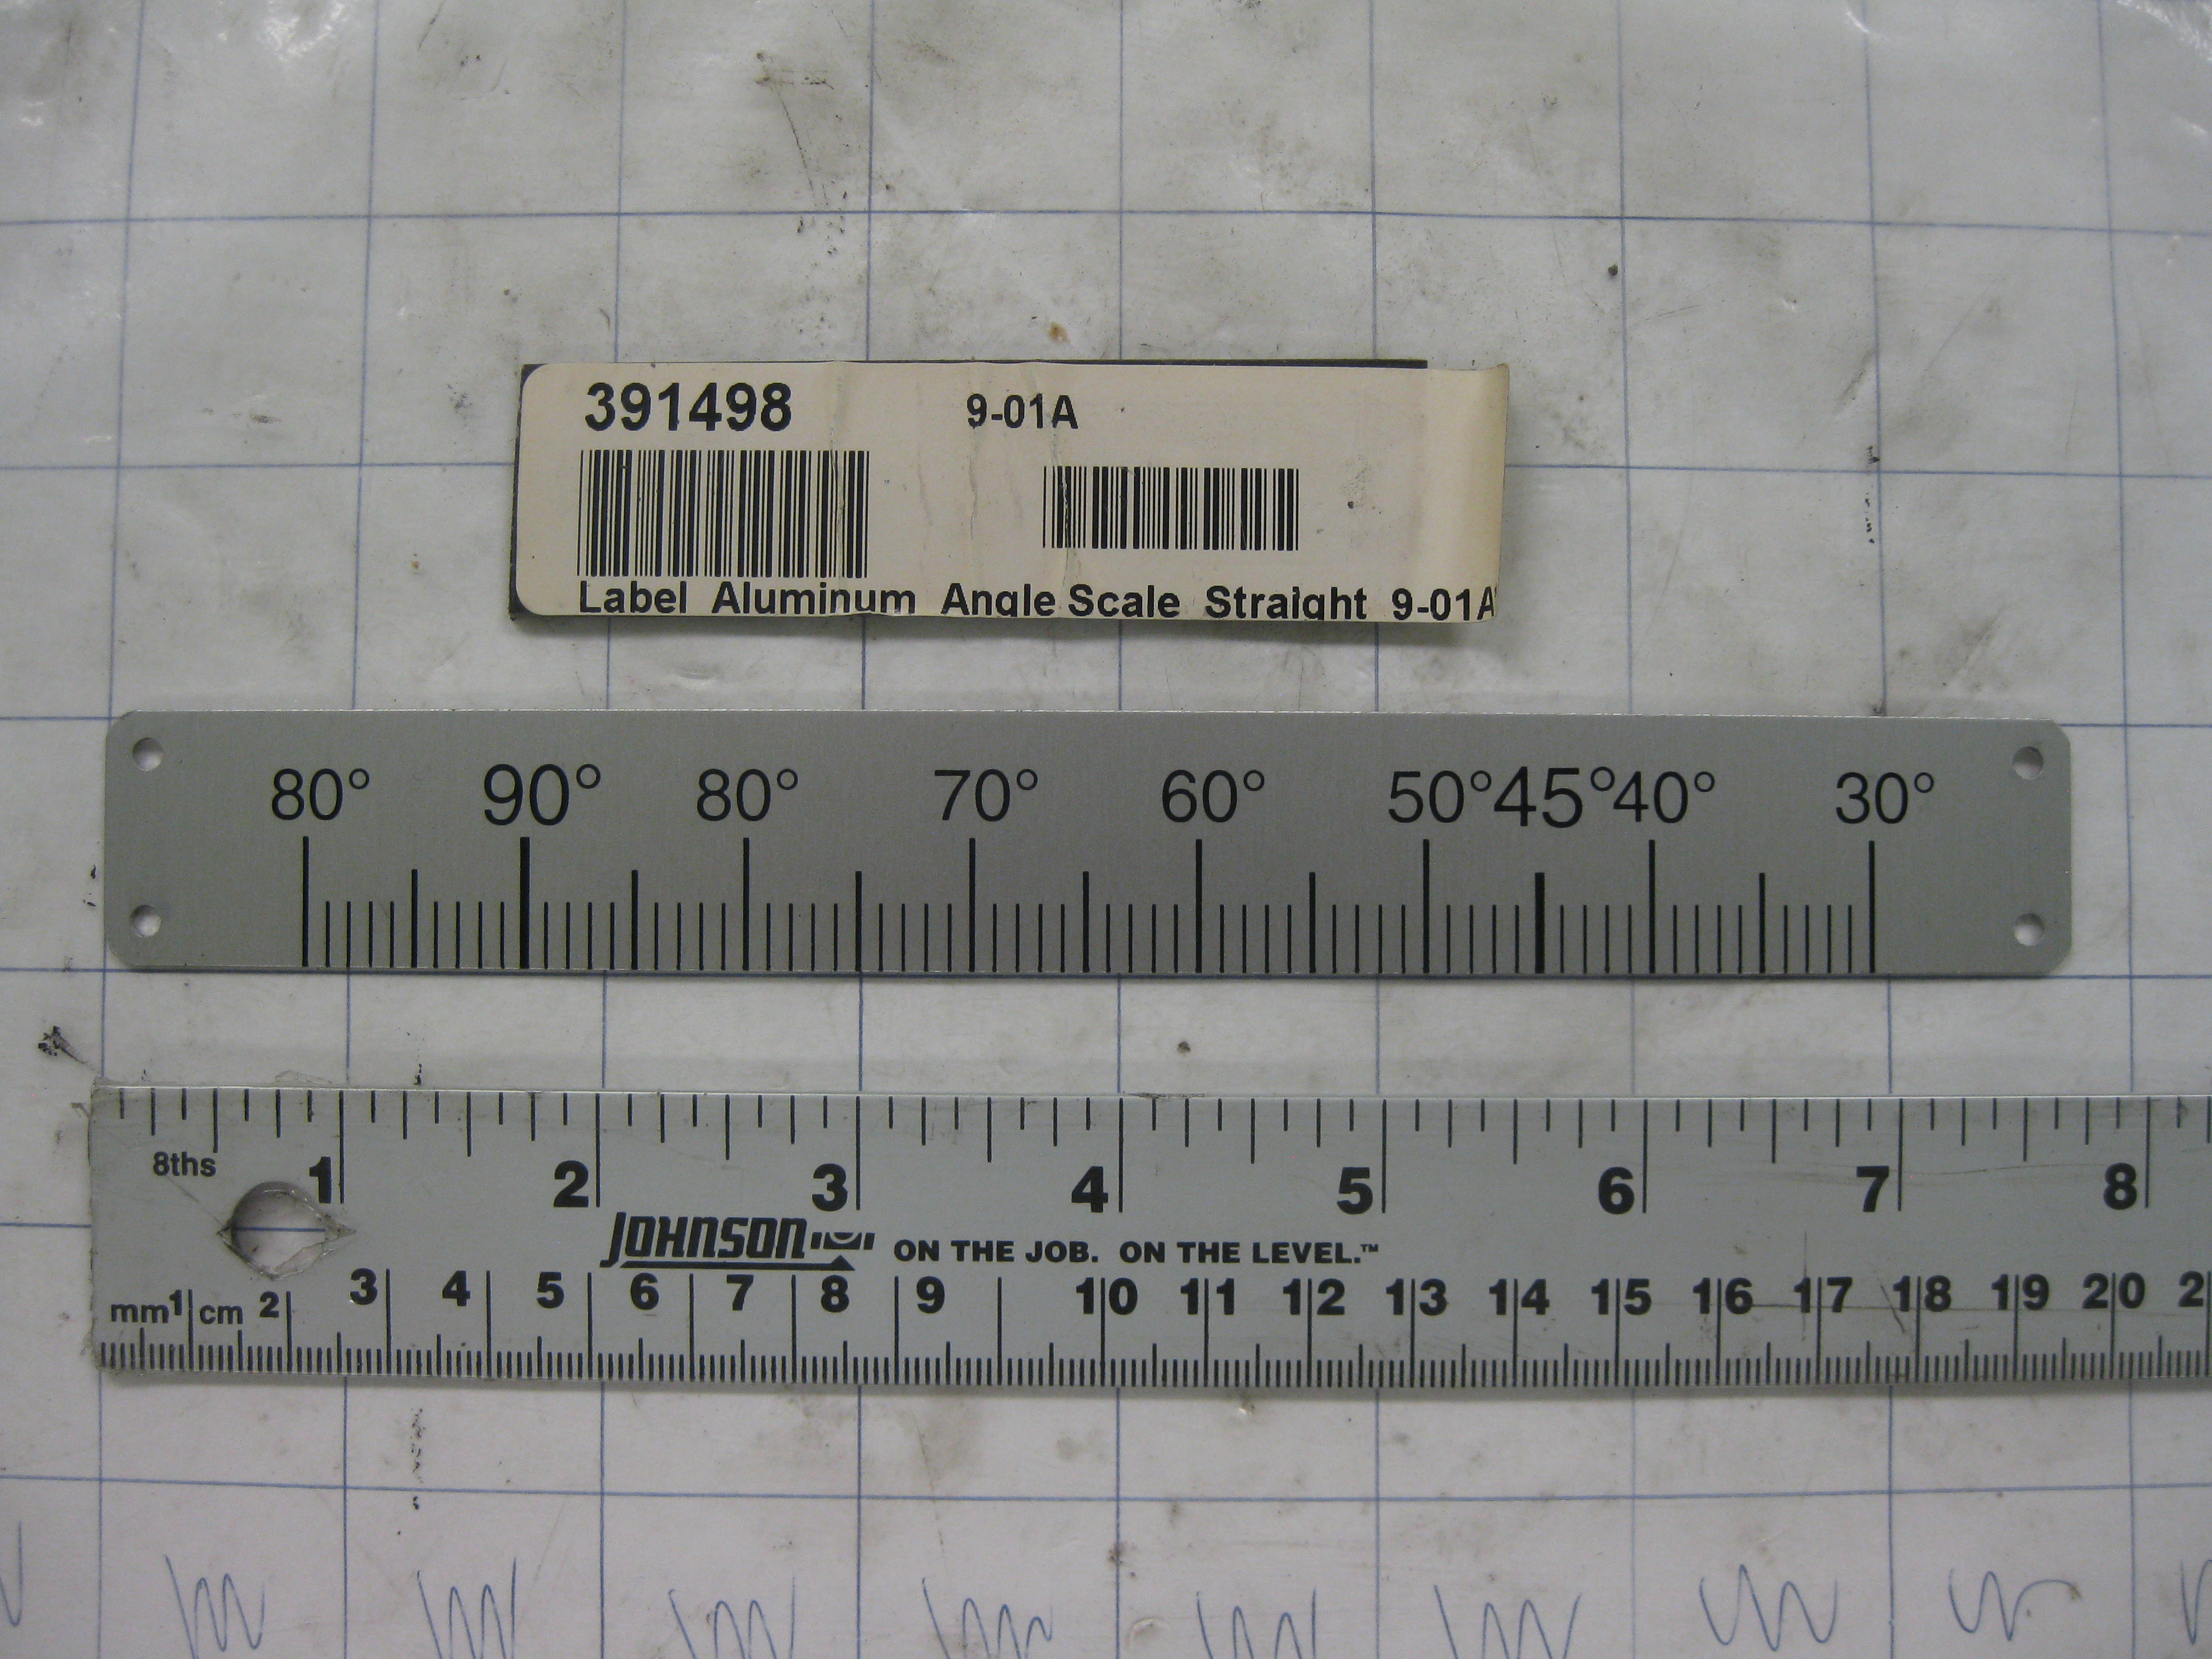 391498 9-01A
Label Aluminum Angle Scale Straight 9-01A
80° 90° 80° 70° 60° 50° 45° 40° 30°
8ths 1 2 3 4 5 6 7 8
JOHNSON ON THE JOB. ON THE LEVEL.™
mm 1 cm 2 3 4 5 6 7 8 9 10 11 12 13 14 15 16 17 18 19 20 2